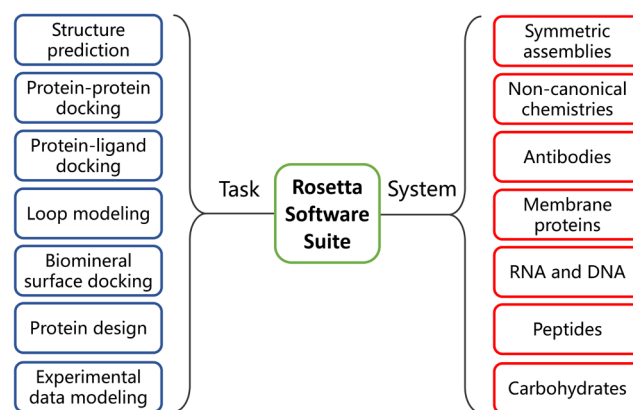 Structure
prediction
Protein-protein
docking
Protein-ligand
docking
Loop modeling
Biomineral
surface docking
Protein design
Experimental
data modeling
Task
Rosetta
Software
Suite
System
Symmetric
assemblies
Non-canonical
chemistries
Antibodies
Membrane
proteins
RNA and DNA
Peptides
Carbohydrates